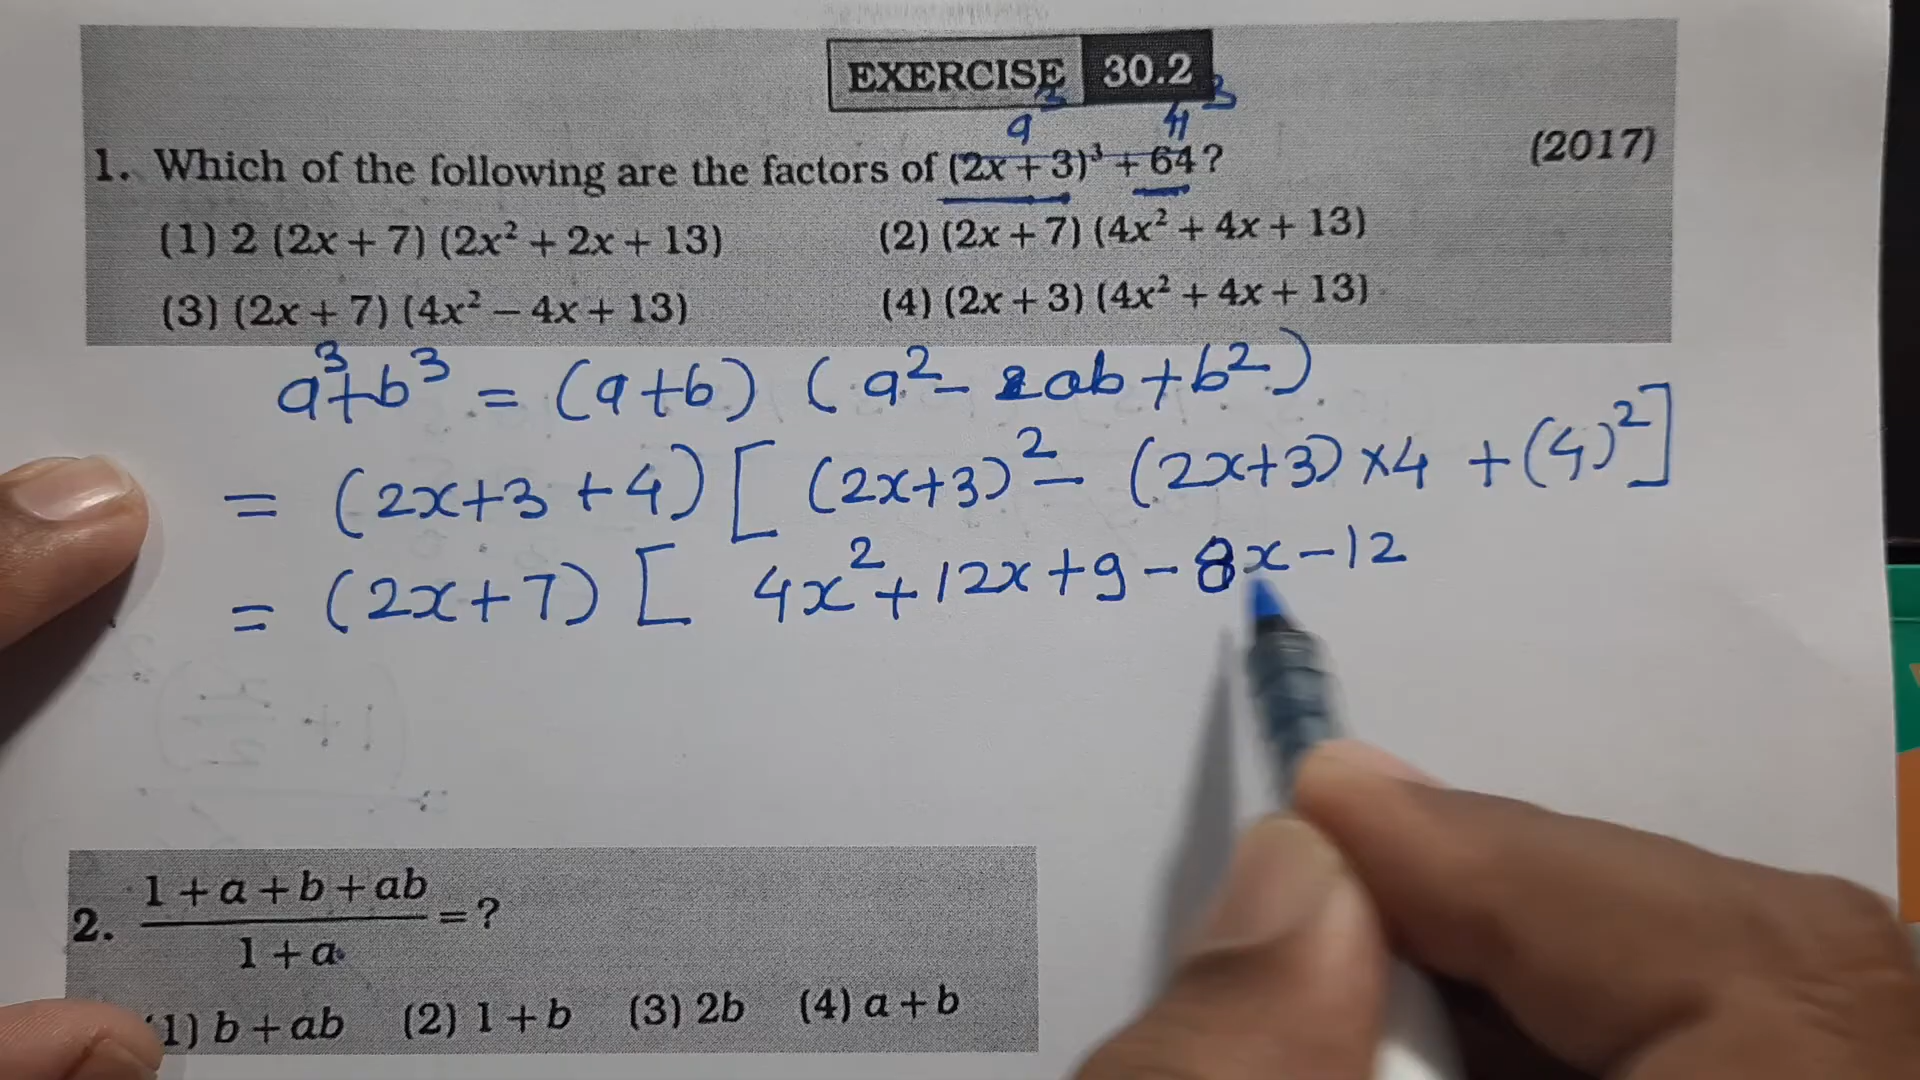 EXERCISE 30.2
a³ 4³
1. Which of the following are the factors of (2x + 3)³ + 64? (2017)
(1) 2 (2x + 7) (2x² + 2x + 13) (2) (2x + 7) (4x² + 4x + 13)
(3) (2x + 7) (4x² – 4x + 13) (4) (2x + 3) (4x² + 4x + 13)
a³+b³ = (a+b) (a² - ab + b²)
= (2x+3+4) [ (2x+3)² - (2x+3)×4 + (4)² ]
= (2x+7) [ 4x² + 12x + 9 - 8x - 12
2. (1 + a + b + ab)/(1 + a) = ?
1) b + ab (2) 1 + b (3) 2b (4) a + b